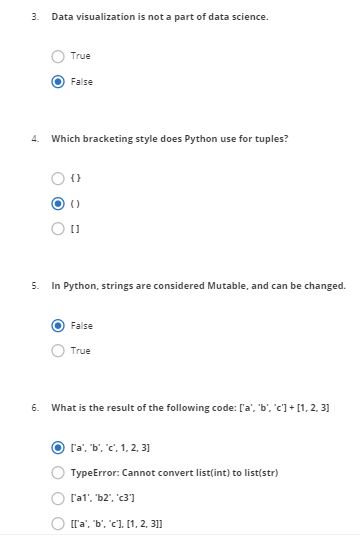 3. Data visualization is not a part of data science.
True
False
4. Which bracketing style does Python use for tuples?
{ }
( )
[ ]
5. In Python, strings are considered Mutable, and can be changed.
False
True
6. What is the result of the following code: ['a', 'b', 'c'] + [1, 2, 3]
['a', 'b', 'c', 1, 2, 3]
TypeError: Cannot convert list(int) to list(str)
['a1', 'b2', 'c3']
[['a', 'b', 'c'], [1, 2, 3]]